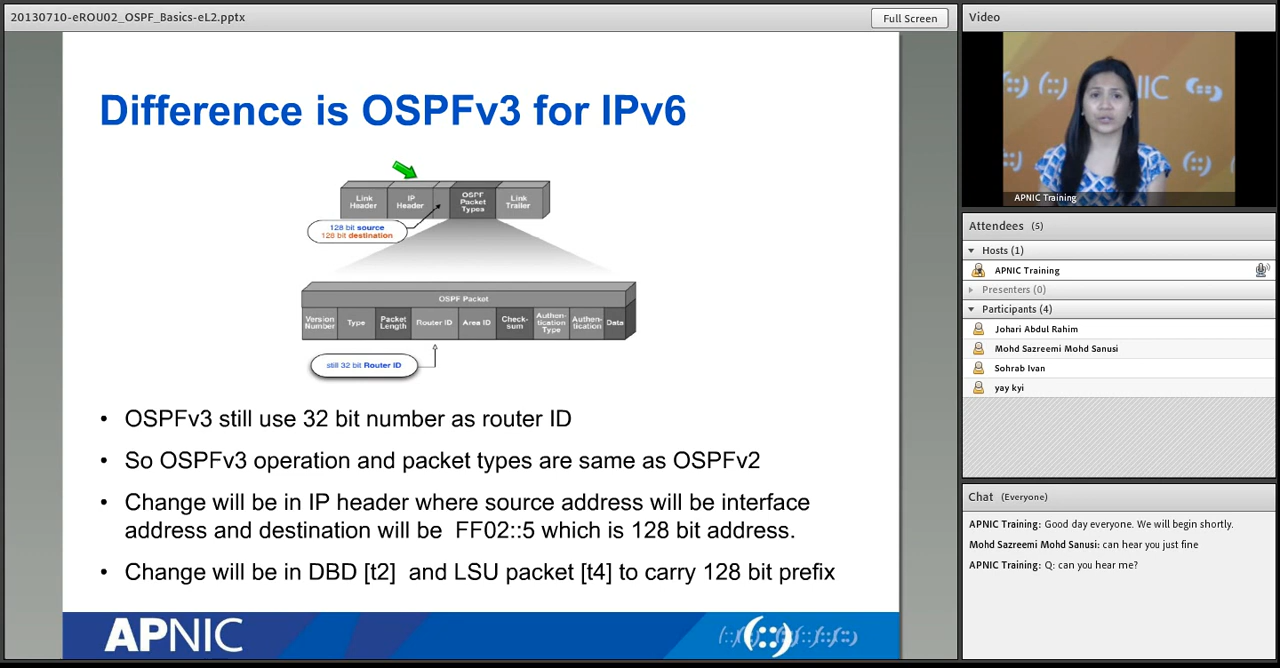 20130710-eROU02_OSPF_Basics-eL2.pptx
Full Screen
Difference is OSPFv3 for IPv6
Link Header
IP Header
OSPF Packet Types
Link Trailer
128 bit source
128 bit destination
OSPF Packet
Version Number
Type
Packet Length
Router ID
Area ID
Check-sum
Authen-tication Type
Authen-tication
Data
still 32 bit Router ID
• OSPFv3 still use 32 bit number as router ID
• So OSPFv3 operation and packet types are same as OSPFv2
• Change will be in IP header where source address will be interface
address and destination will be FF02::5 which is 128 bit address.
• Change will be in DBD [t2] and LSU packet [t4] to carry 128 bit prefix
APNIC
Video
NIC
APNIC Training
Attendees (5)
Hosts (1)
APNIC Training
Presenters (0)
Participants (4)
Johari Abdul Rahim
Mohd Sazreemi Mohd Sanusi
Sohrab Ivan
yay kyi
Chat (Everyone)
APNIC Training: Good day everyone. We will begin shortly.
Mohd Sazreemi Mohd Sanusi: can hear you just fine
APNIC Training: Q: can you hear me?